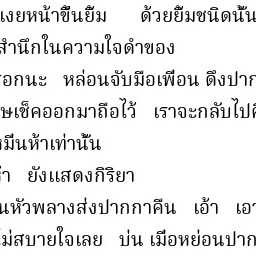 เงยหน้าขึ้นยิ้ม ด้วยยิ้มชนิดนั้น
สำนึกในความใจดำของ
อกนะ หล่อนจับมือเพื่อน ดึงปาก
ษเช็คออกมาถือไว้ เราจะกลับไป
มีนห้าเท่านั้น
า ยังแสดงกิริยา
นหัวพลางส่งปากกาคืน เอ้า เอา
ม่สบายใจเลย บ่น เมื่อหย่อนปาก